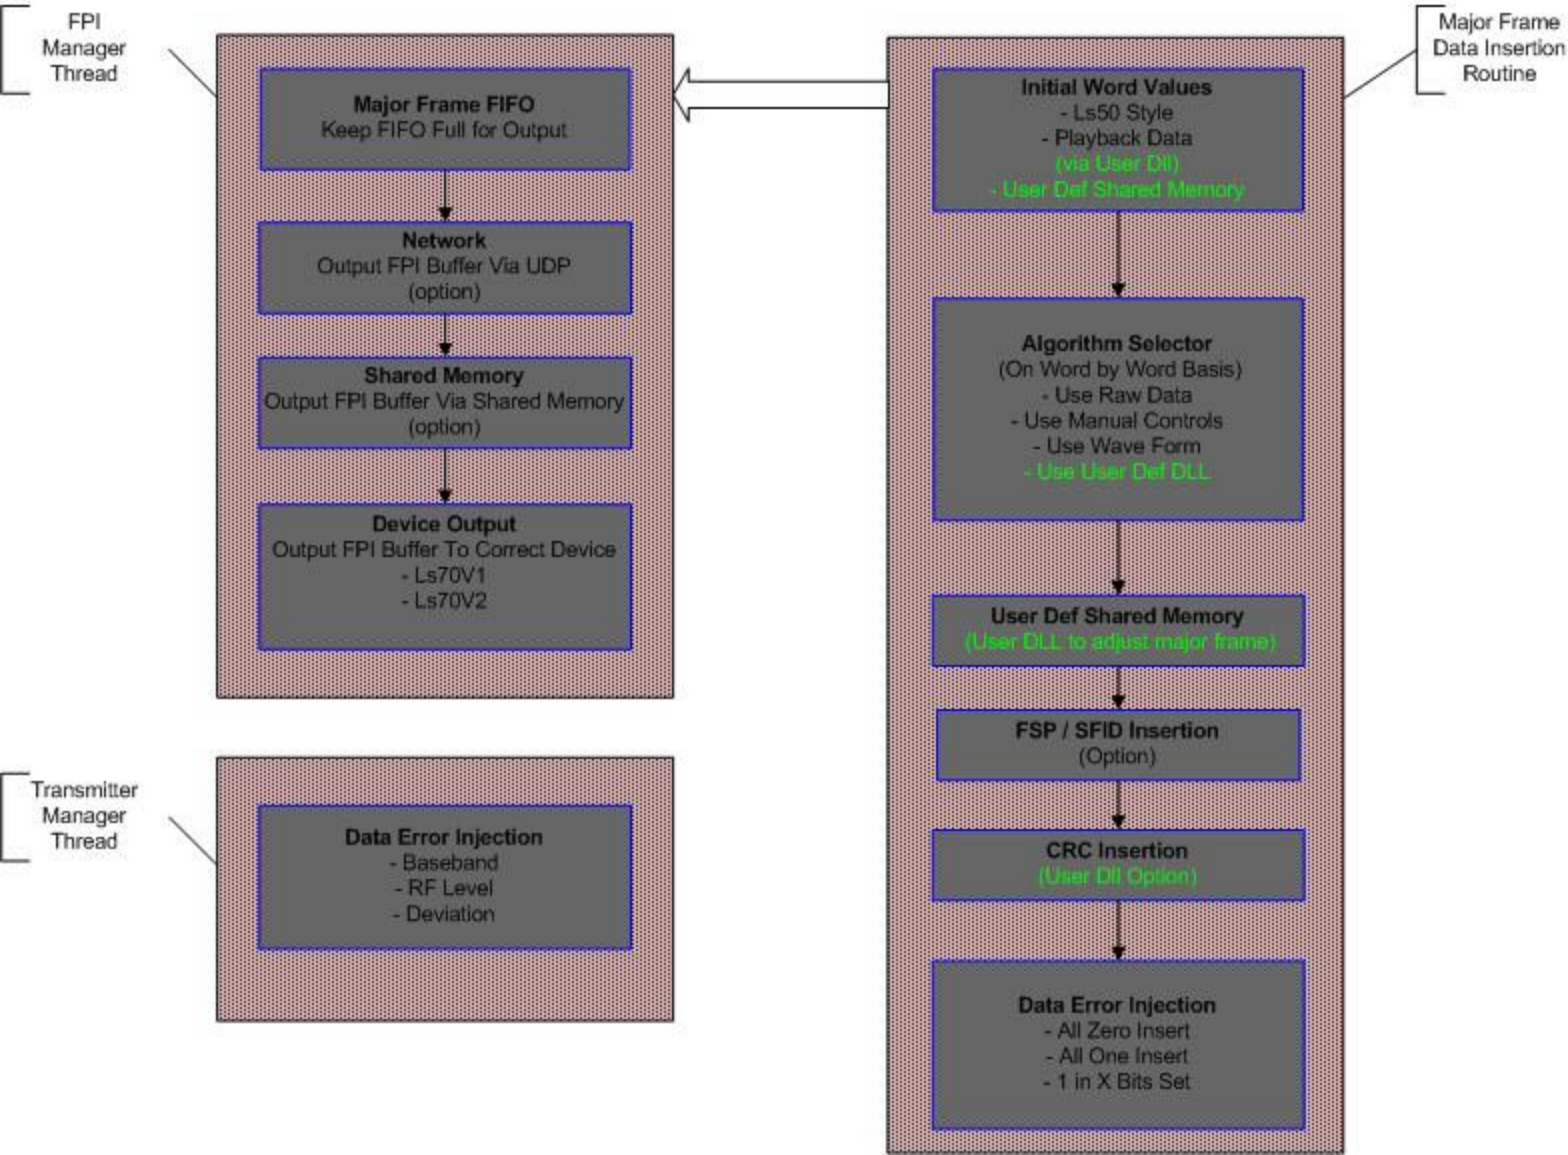 FPI
Manager
Thread
Major Frame FIFO
Keep FIFO Full for Output
Network
Output FPI Buffer Via UDP
(option)
Shared Memory
Output FPI Buffer Via Shared Memory
(option)
Device Output
Output FPI Buffer To Correct Device
- Ls70V1
- Ls70V2
Transmitter
Manager
Thread
Data Error Injection
- Baseband
- RF Level
- Deviation
Major Frame
Data Insertion
Routine
Initial Word Values
- Ls50 Style
- Playback Data
(via User Dll)
- User Def Shared Memory
Algorithm Selector
(On Word by Word Basis)
- Use Raw Data
- Use Manual Controls
- Use Wave Form
- Use User Def DLL
User Def Shared Memory
(User DLL to adjust major frame)
FSP / SFID Insertion
(Option)
CRC Insertion
(User Dll Option)
Data Error Injection
- All Zero Insert
- All One Insert
- 1 in X Bits Set